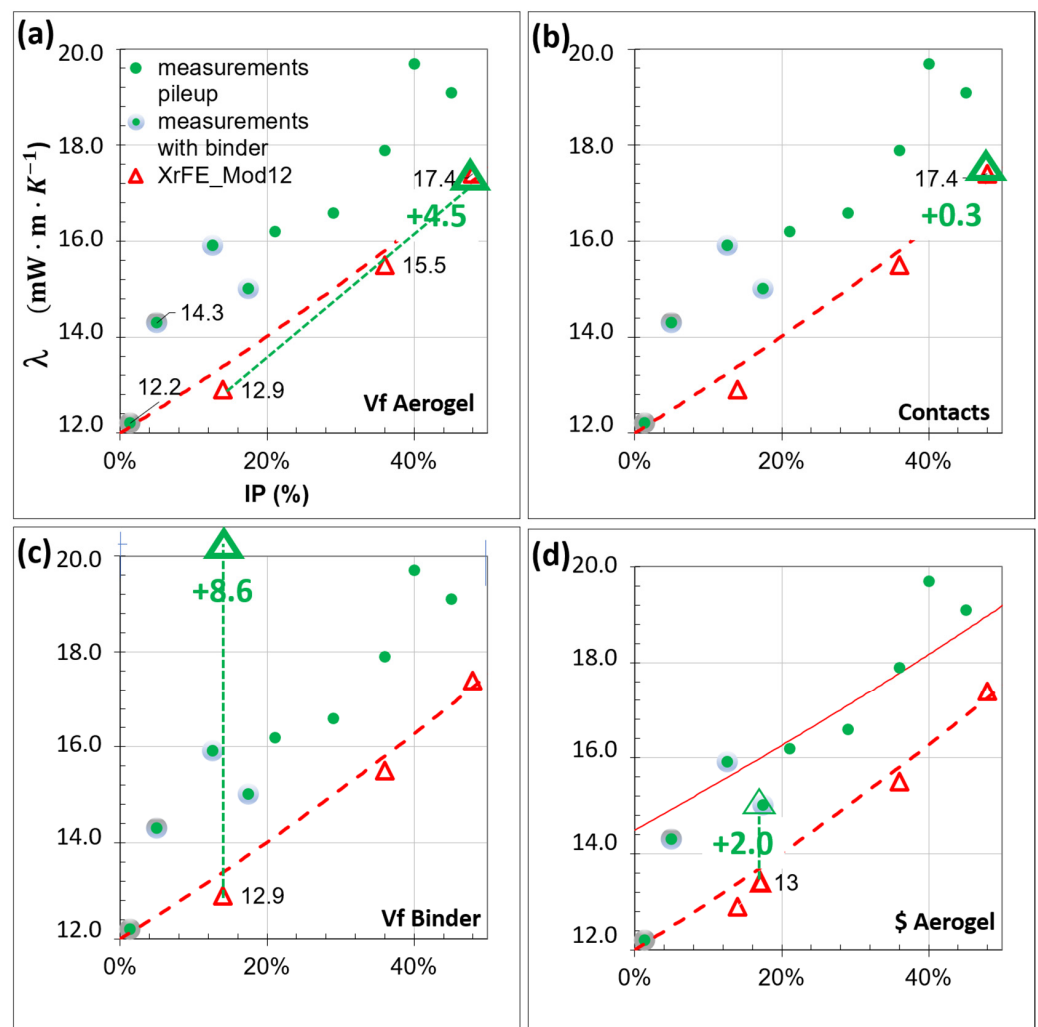 (a)
20.0
measurements
pileup
measurements
with binder
XrFE_Mod12
18.0
17.4
+4.5
16.0
15.5
14.3
14.0
12.2
12.9
Vf Aerogel
12.0
λ (mW · m · K⁻¹)
0% 20% 40%
IP (%)
(b)
20.0
18.0
17.4
+0.3
16.0
14.0
Contacts
12.0
0% 20% 40%
(c)
20.0
+8.6
18.0
16.0
14.0
12.9
Vf Binder
12.0
0% 20% 40%
(d)
20.0
18.0
16.0
+2.0
14.0
13
$ Aerogel
12.0
0% 20% 40%